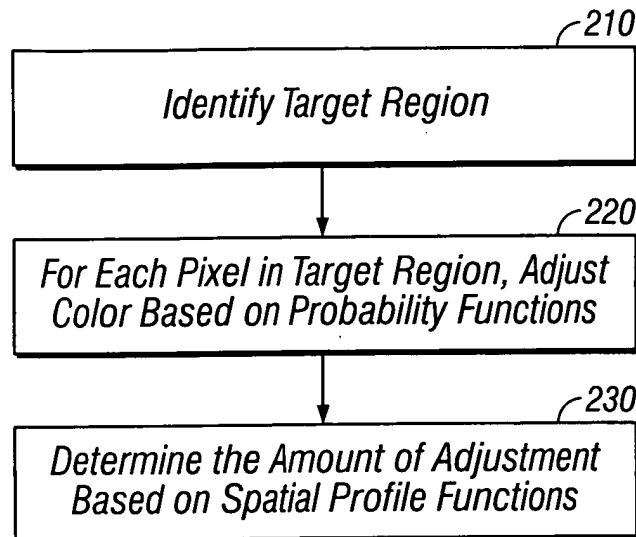 210
Identify Target Region
220
For Each Pixel in Target Region, Adjust
Color Based on Probability Functions
230
Determine the Amount of Adjustment
Based on Spatial Profile Functions